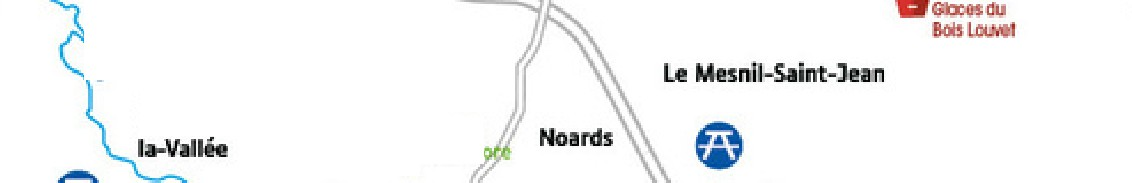 Glaces du
Bois Louvet
Le Mesnil-Saint-Jean
Noards
la-Vallée